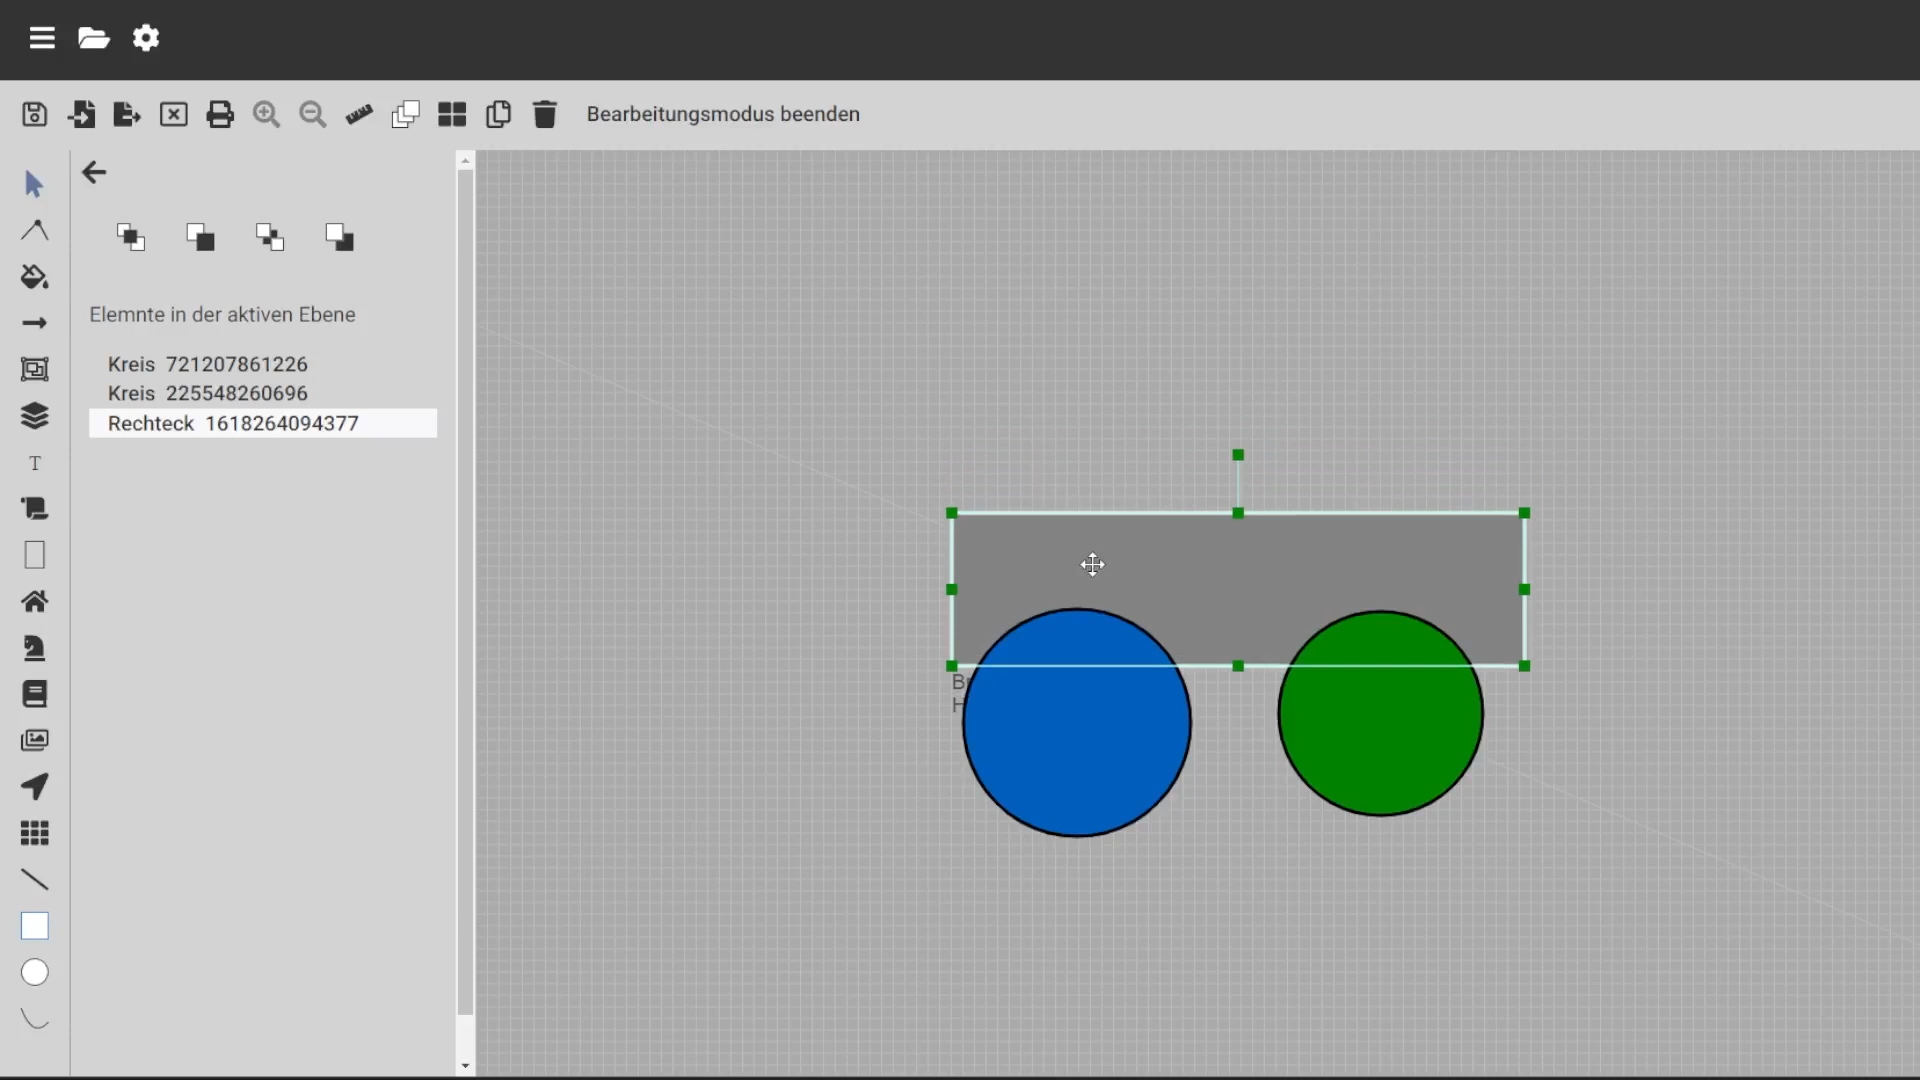 Bearbeitungsmodus beenden
Elemnte in der aktiven Ebene
Kreis 721207861226
Kreis 225548260696
Rechteck 1618264094377
T